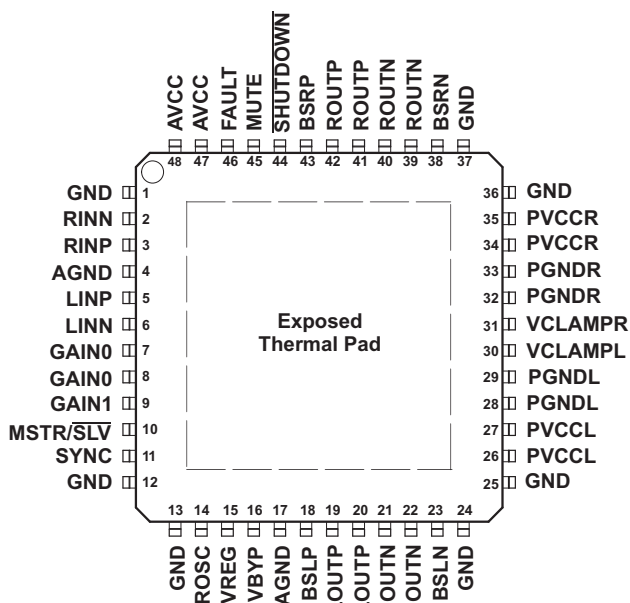 AVCC
AVCC
FAULT
MUTE
SHUTDOWN
BSRP
ROUTP
ROUTP
ROUTN
ROUTN
BSRN
GND
48 47 46 45 44 43 42 41 40 39 38 37
GND 1
RINN 2
RINP 3
AGND 4
LINP 5
LINN 6
GAIN0 7
GAIN0 8
GAIN1 9
MSTR/SLV 10
SYNC 11
GND 12
Exposed
Thermal Pad
36 GND
35 PVCCR
34 PVCCR
33 PGNDR
32 PGNDR
31 VCLAMPR
30 VCLAMPL
29 PGNDL
28 PGNDL
27 PVCCL
26 PVCCL
25 GND
13 14 15 16 17 18 19 20 21 22 23 24
GND
ROSC
VREG
VBYP
AGND
BSLP
LOUTP
LOUTP
LOUTN
LOUTN
BSLN
GND